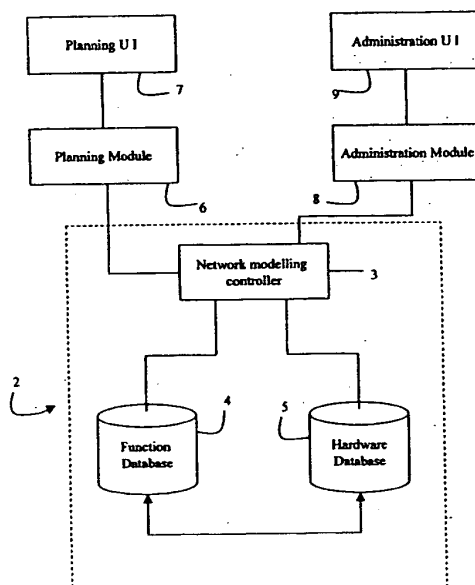 Planning U I
Administration U I
7
9
Planning Module
Administration Module
6
8
Network modelling
controller
3
2
4
5
Function
Database
Hardware
Database